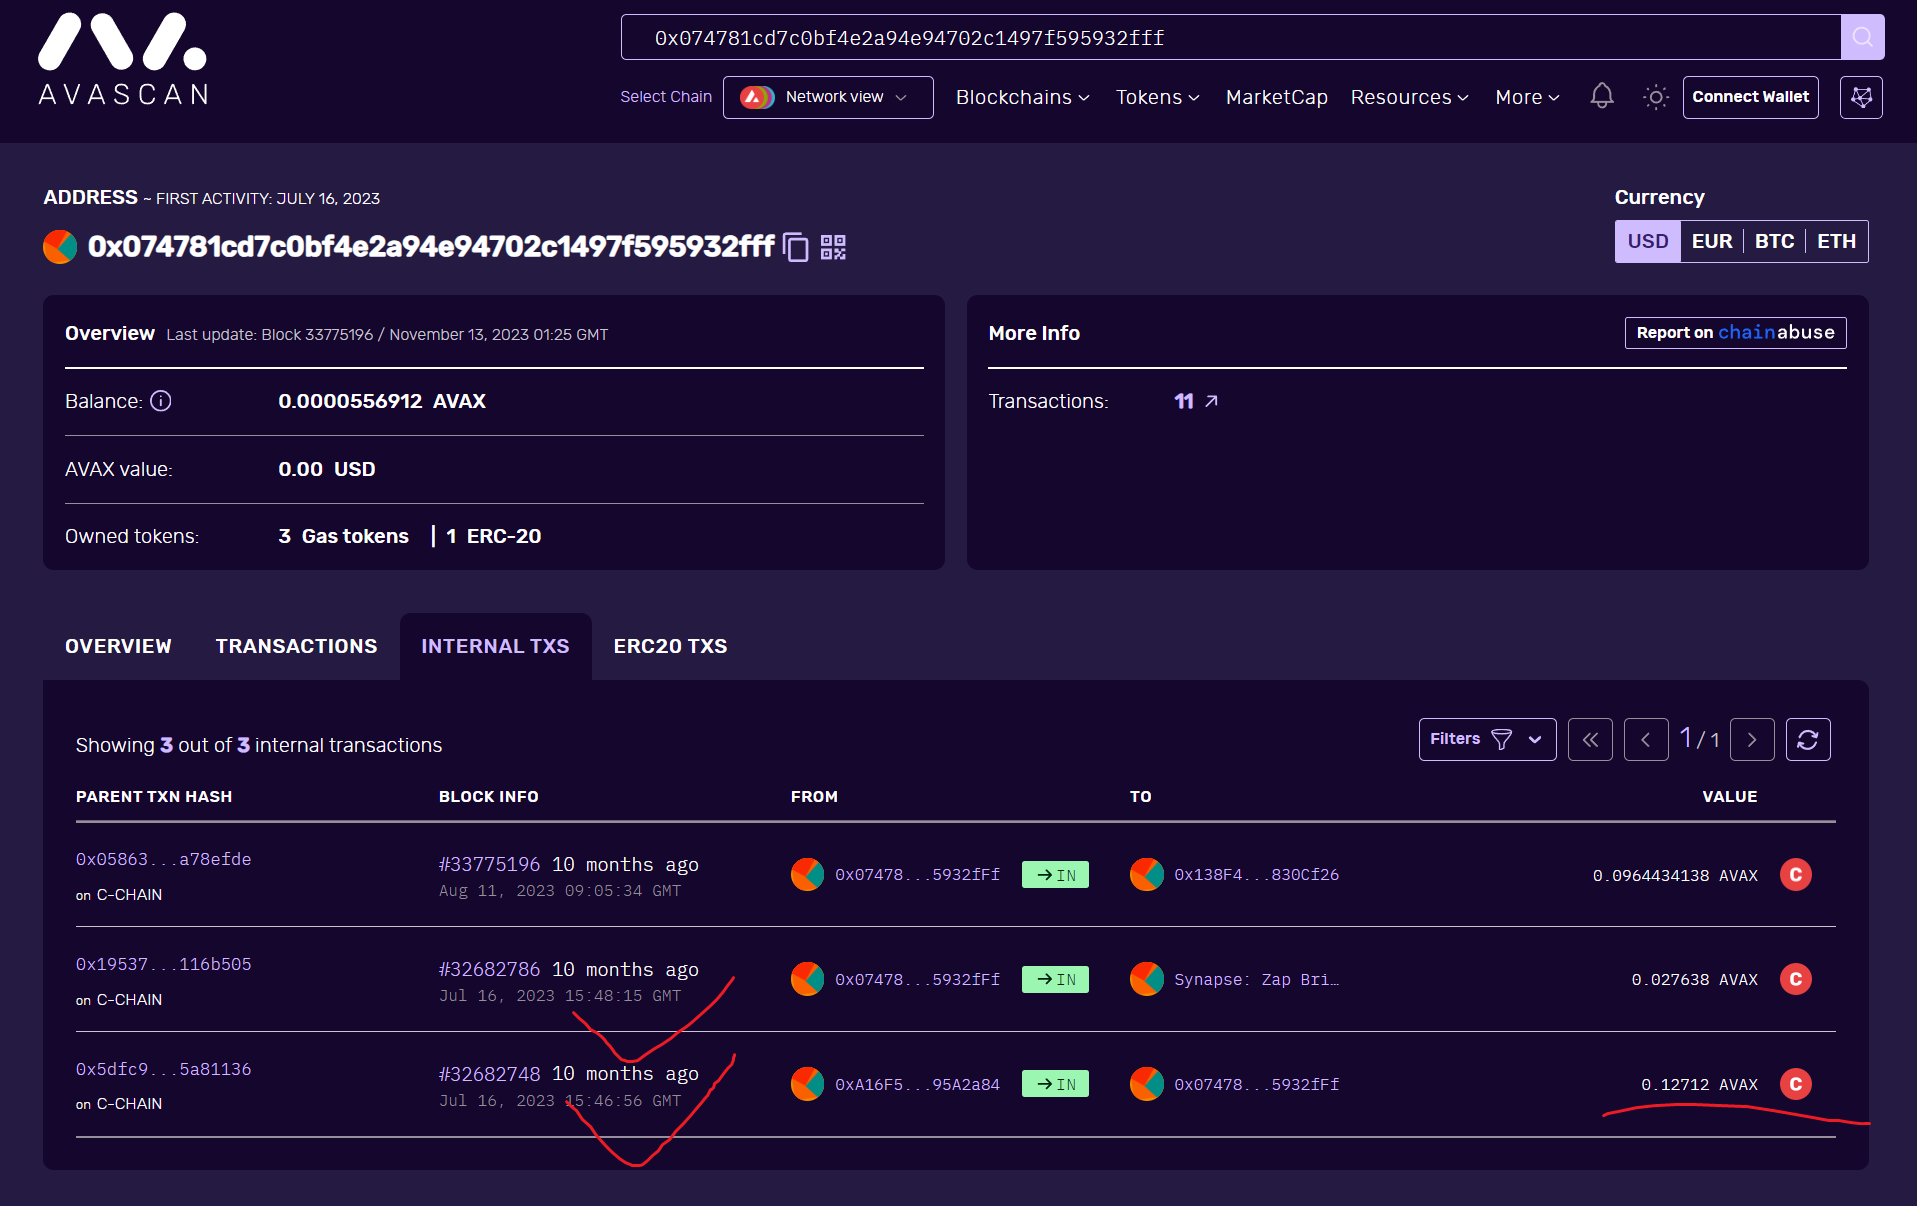 0x074781cd7c0bf4e2a94e94702c1497f595932fff
AVASCAN
Select Chain Network view Blockchains Tokens MarketCap Resources More Connect Wallet
ADDRESS ~ FIRST ACTIVITY: JULY 16, 2023
Currency
0x074781cd7c0bf4e2a94e94702c1497f595932fff
USD EUR BTC ETH
Overview Last update: Block 33775196 / November 13, 2023 01:25 GMT
Balance: 0.0000556912 AVAX
AVAX value: 0.00 USD
Owned tokens: 3 Gas tokens | 1 ERC-20
More Info Report on chainabuse
Transactions: 11
OVERVIEW TRANSACTIONS INTERNAL TXS ERC20 TXS
Showing 3 out of 3 internal transactions Filters 1 / 1
PARENT TXN HASH BLOCK INFO FROM TO VALUE
0x05863...a78efde #33775196 10 months ago 0x07478...5932fFf IN 0x138F4...830Cf26 0.0964434138 AVAX C
on C-CHAIN Aug 11, 2023 09:05:34 GMT
0x19537...116b505 #32682786 10 months ago 0x07478...5932fFf IN Synapse: Zap Bri… 0.027638 AVAX C
on C-CHAIN Jul 16, 2023 15:48:15 GMT
0x5dfc9...5a81136 #32682748 10 months ago 0xA16F5...95A2a84 IN 0x07478...5932fFf 0.12712 AVAX C
on C-CHAIN Jul 16, 2023 15:46:56 GMT